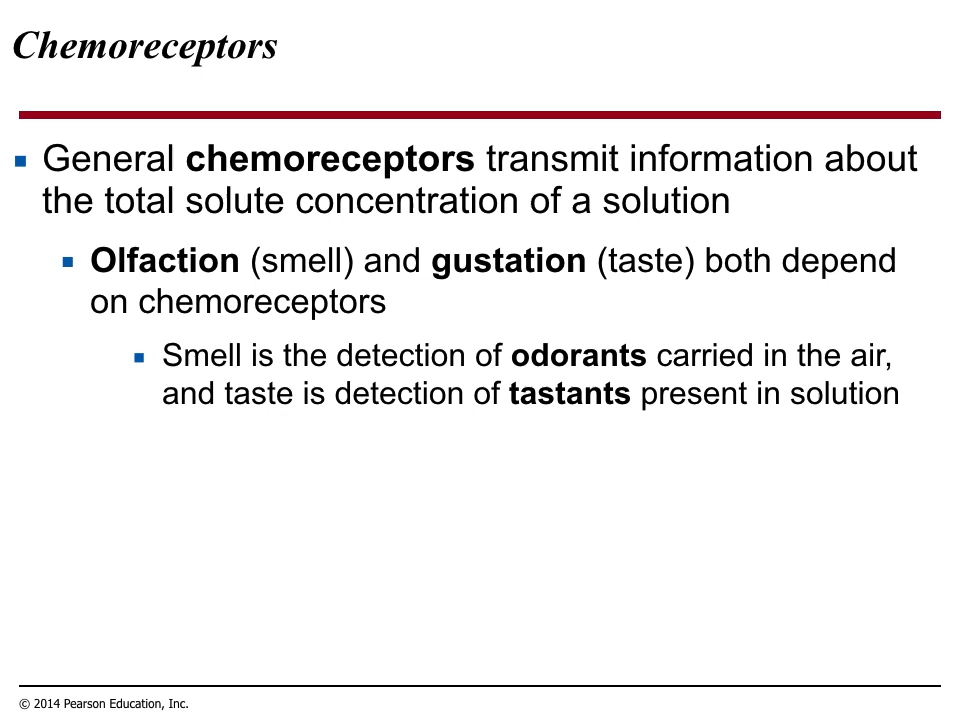 Chemoreceptors
General chemoreceptors transmit information about
the total solute concentration of a solution
Olfaction (smell) and gustation (taste) both depend
on chemoreceptors
Smell is the detection of odorants carried in the air,
and taste is detection of tastants present in solution
© 2014 Pearson Education, Inc.